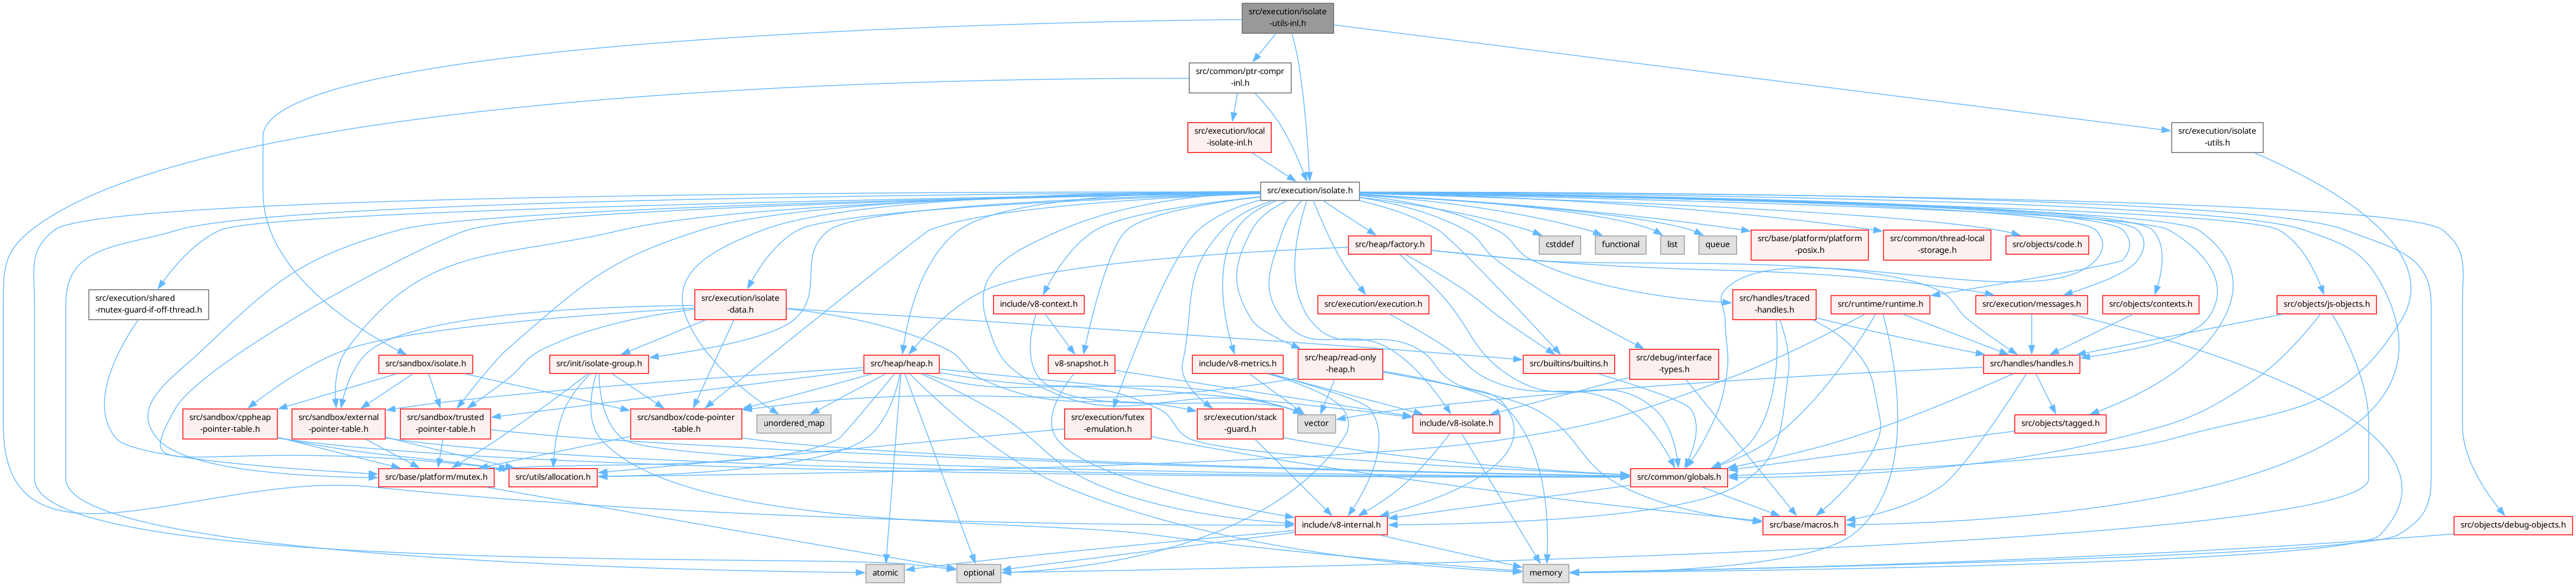 src/execution/isolate
-utils-inl.h
src/common/ptr-compr
-inl.h
src/execution/local
-isolate-inl.h
src/execution/isolate
-utils.h
src/execution/isolate.h
src/heap/factory.h
cstddef
functional
list
queue
src/base/platform/platform
-posix.h
src/common/thread-local
-storage.h
src/objects/code.h
src/execution/shared
-mutex-guard-if-off-thread.h
src/execution/isolate
-data.h
include/v8-context.h
src/execution/execution.h
src/handles/traced
-handles.h
src/runtime/runtime.h
src/execution/messages.h
src/objects/contexts.h
src/objects/js-objects.h
src/sandbox/isolate.h
src/init/isolate-group.h
src/heap/heap.h
v8-snapshot.h
include/v8-metrics.h
src/heap/read-only
-heap.h
src/builtins/builtins.h
src/debug/interface
-types.h
src/handles/handles.h
src/sandbox/cppheap
-pointer-table.h
src/sandbox/external
-pointer-table.h
src/sandbox/trusted
-pointer-table.h
src/sandbox/code-pointer
-table.h
unordered_map
src/execution/futex
-emulation.h
src/execution/stack
-guard.h
vector
include/v8-isolate.h
src/objects/tagged.h
src/base/platform/mutex.h
src/utils/allocation.h
src/common/globals.h
include/v8-internal.h
src/base/macros.h
src/objects/debug-objects.h
atomic
optional
memory